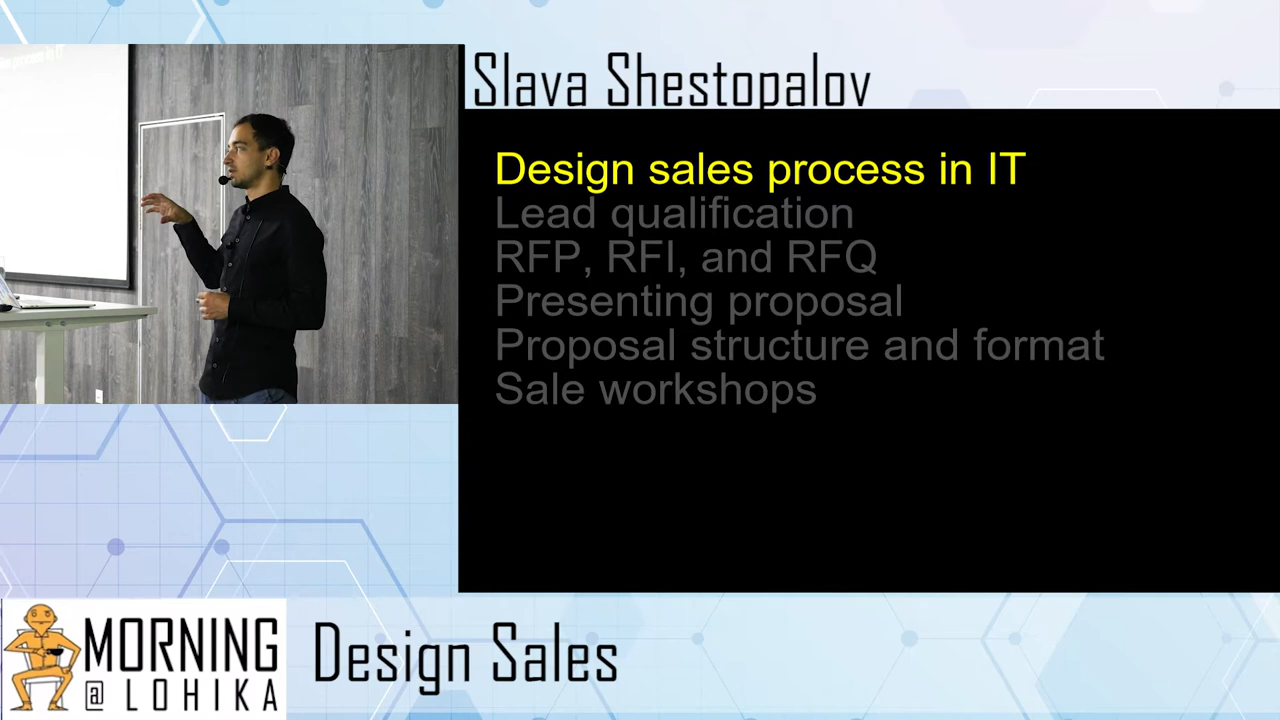 Slava Shestopalov
Design sales process in IT
Lead qualification
RFP, RFI, and RFQ
Presenting proposal
Proposal structure and format
Sale workshops
MORNING
@ LOHIKA
Design Sales